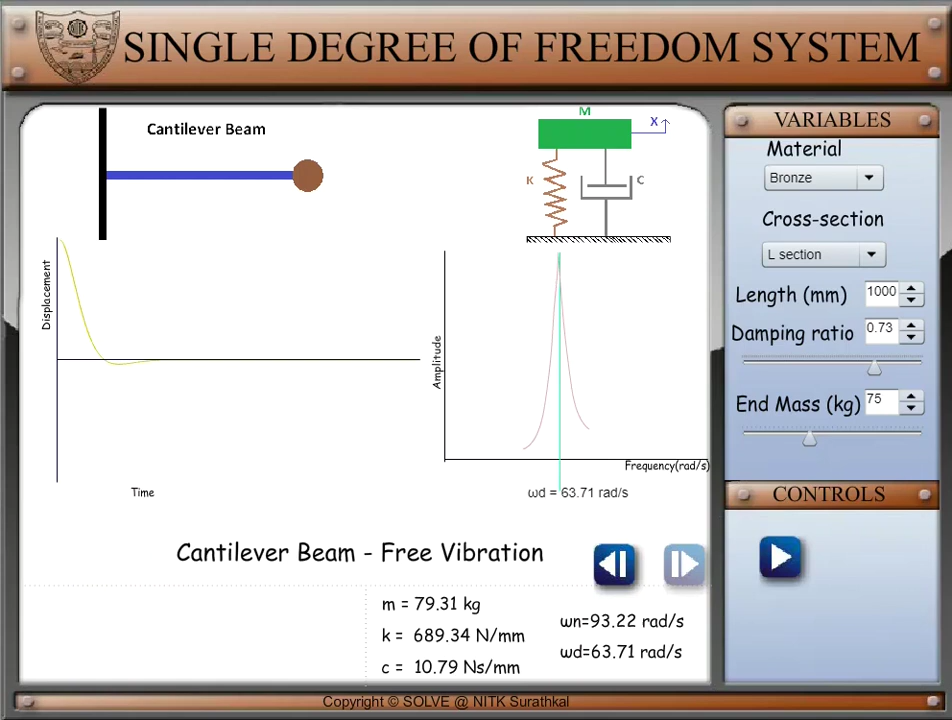 SINGLE DEGREE OF FREEDOM SYSTEM
Cantilever Beam
M
X
K
C
Displacement
Time
Amplitude
Frequency(rad/s)
ωd = 63.71 rad/s
Cantilever Beam - Free Vibration
m = 79.31 kg
k = 689.34 N/mm
c = 10.79 Ns/mm
ωn=93.22 rad/s
ωd=63.71 rad/s
VARIABLES
Material
Bronze
Cross-section
L section
Length (mm) 1000
Damping ratio 0.73
End Mass (kg) 75
CONTROLS
Copyright © SOLVE @ NITK Surathkal